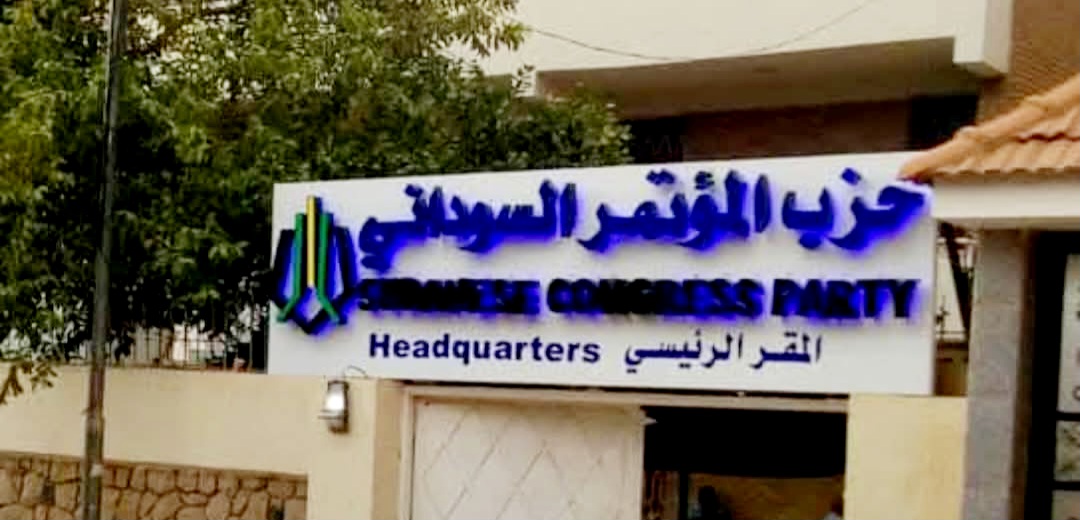 حزب المؤتمر السوداني
SUDANESE CONGRESS PARTY
Headquarters المقر الرئيسي